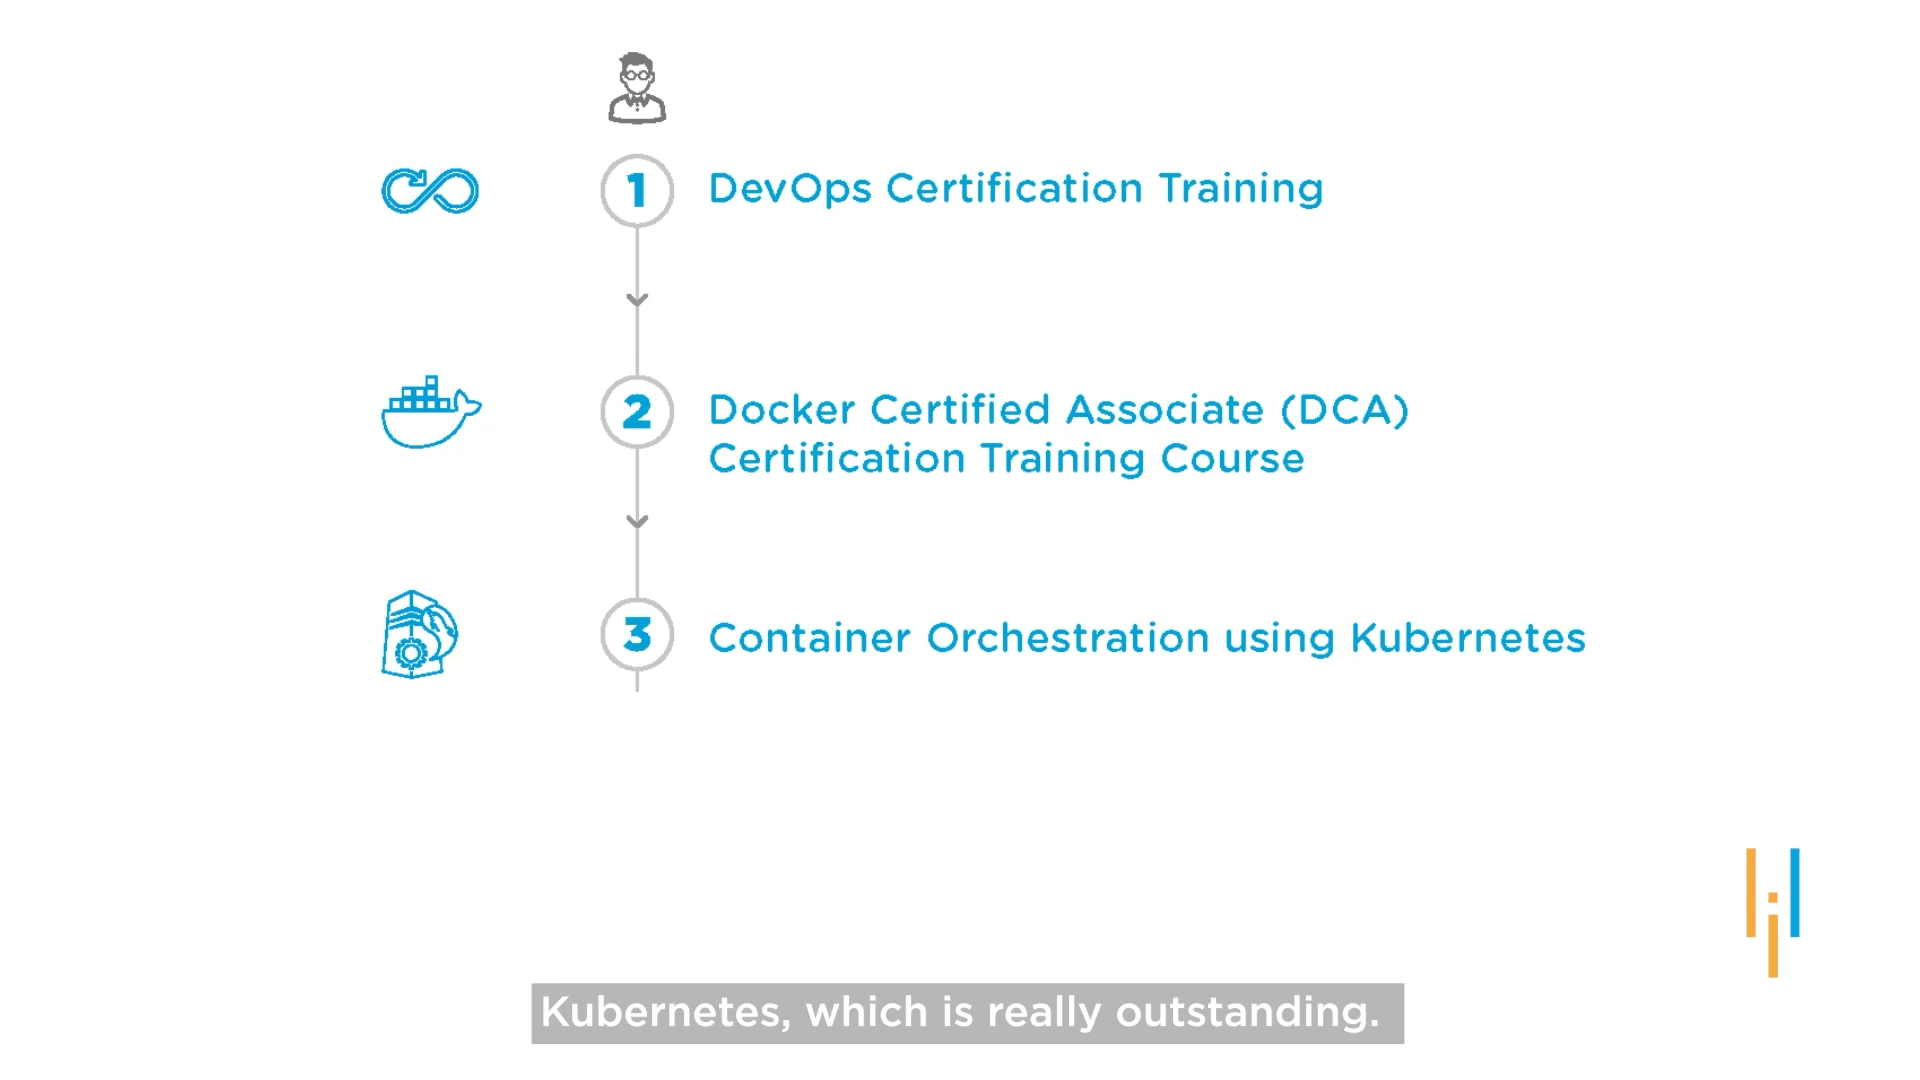 1 DevOps Certification Training
2 Docker Certified Associate (DCA)
Certification Training Course
3 Container Orchestration using Kubernetes
Kubernetes, which is really outstanding.